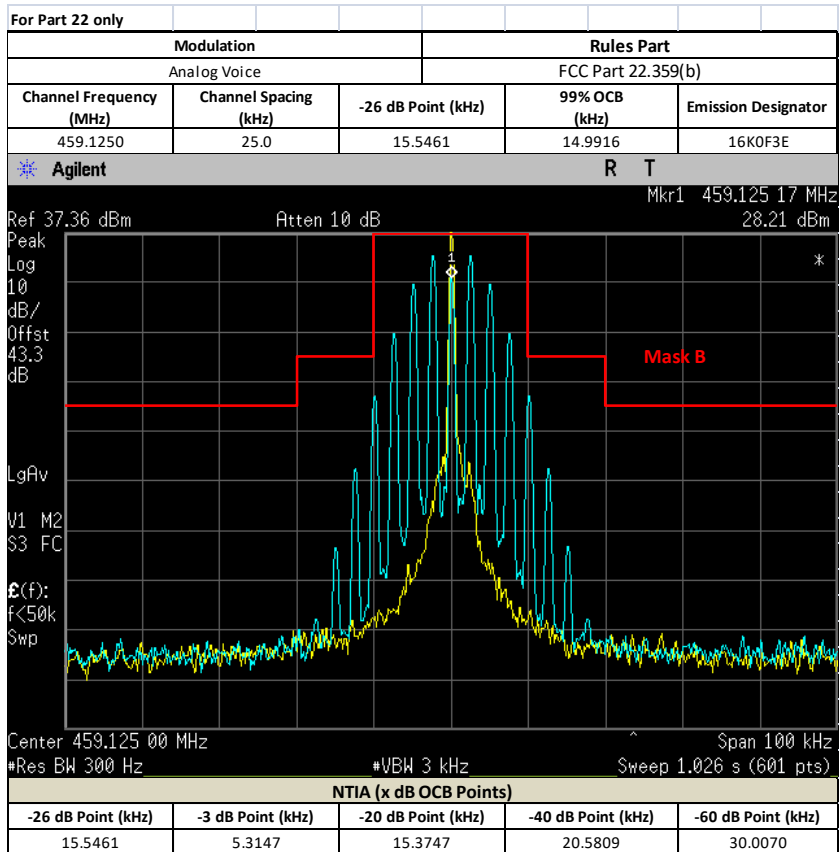 For Part 22 only
Modulation Rules Part
Analog Voice FCC Part 22.359(b)
Channel Frequency (MHz) Channel Spacing (kHz) -26 dB Point (kHz) 99% OCB (kHz) Emission Designator
459.1250 25.0 15.5461 14.9916 16K0F3E
Agilent R T
Mkr1 459.125 17 MHz
Ref 37.36 dBm Atten 10 dB 28.21 dBm
Peak
Log
10
dB/
Offst
43.3
dB
1
*
Mask B
LgAv
V1 M2
S3 FC
£(f):
f<50k
Swp
Center 459.125 00 MHz ^ Span 100 kHz
#Res BW 300 Hz #VBW 3 kHz Sweep 1.026 s (601 pts)
NTIA (x dB OCB Points)
-26 dB Point (kHz) -3 dB Point (kHz) -20 dB Point (kHz) -40 dB Point (kHz) -60 dB Point (kHz)
15.5461 5.3147 15.3747 20.5809 30.0070